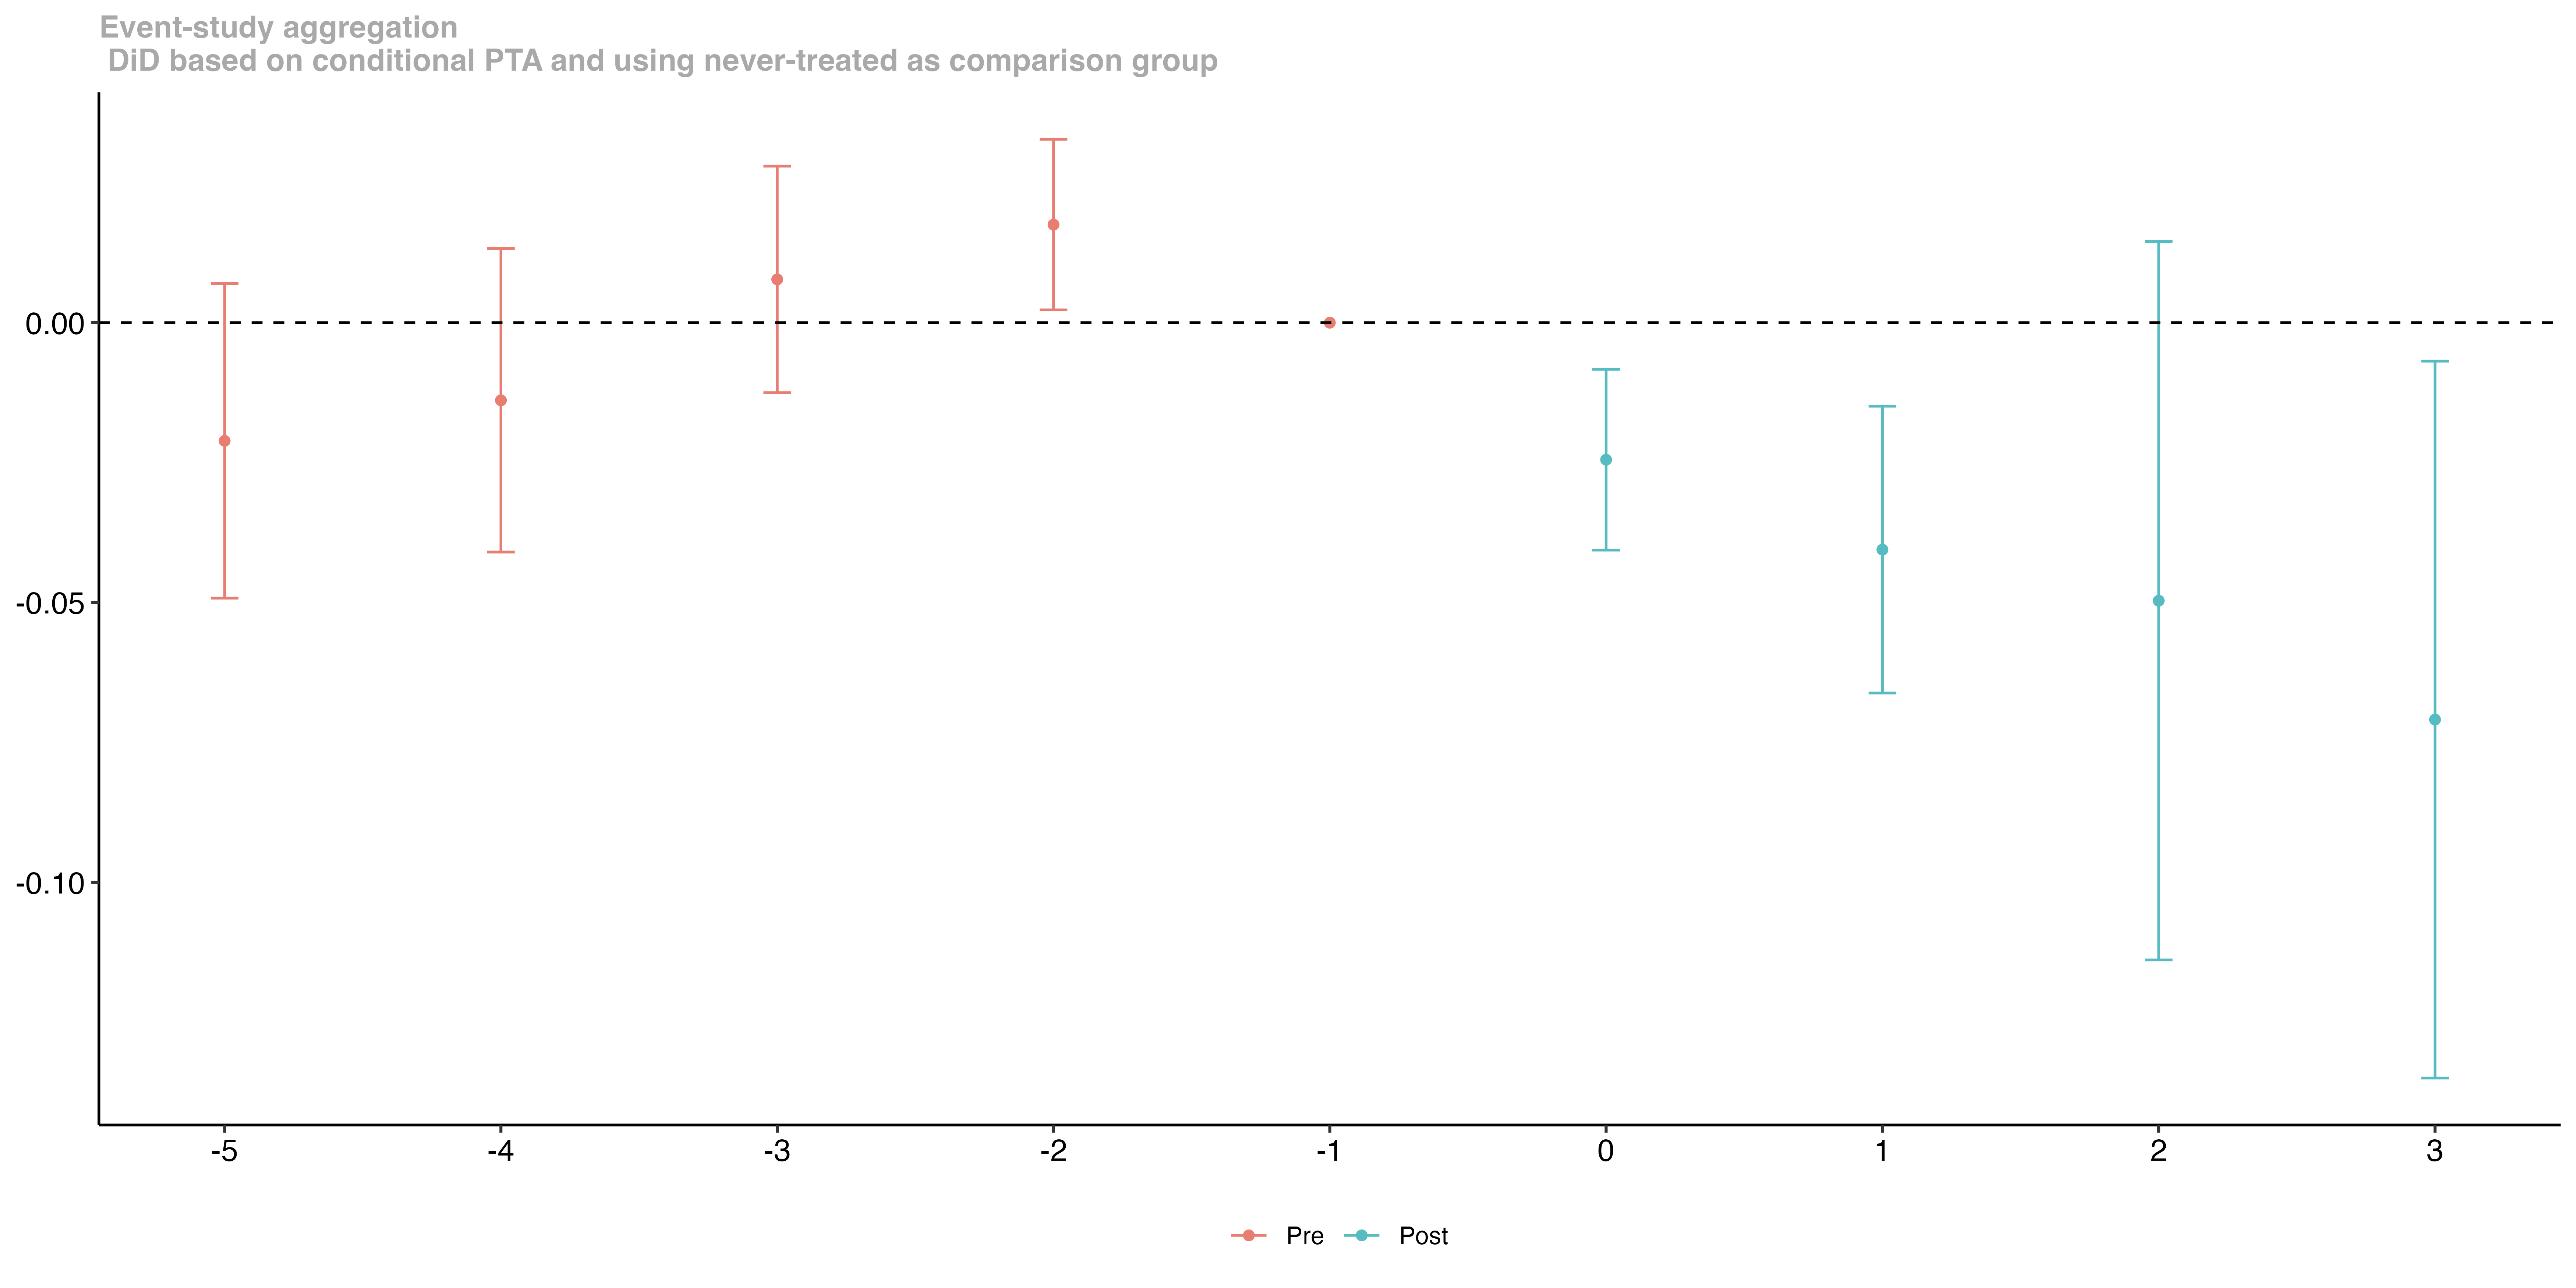 Event-study aggregation
DiD based on conditional PTA and using never-treated as comparison group
0.00
-0.05
-0.10
-5 -4 -3 -2 -1 0 1 2 3
Pre Post